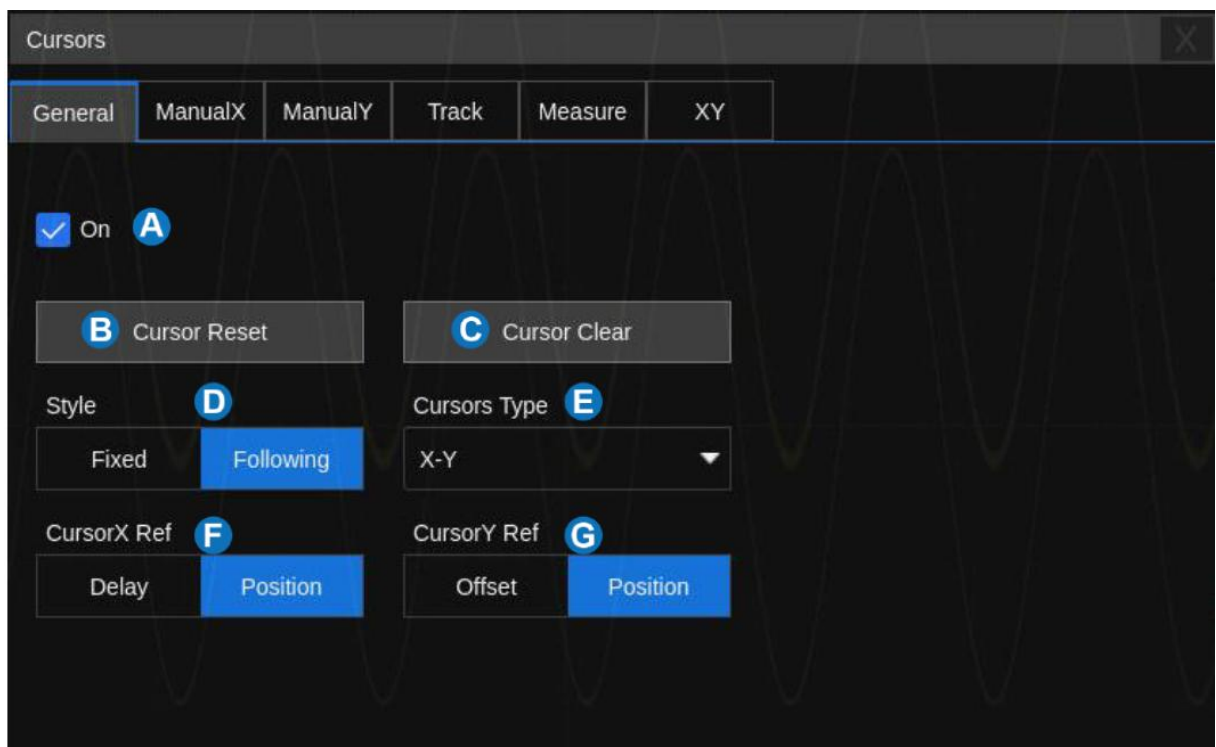 Cursors X
General ManualX ManualY Track Measure XY
On A
B Cursor Reset C Cursor Clear
Style D Cursors Type E
Fixed Following X-Y
CursorX Ref F CursorY Ref G
Delay Position Offset Position